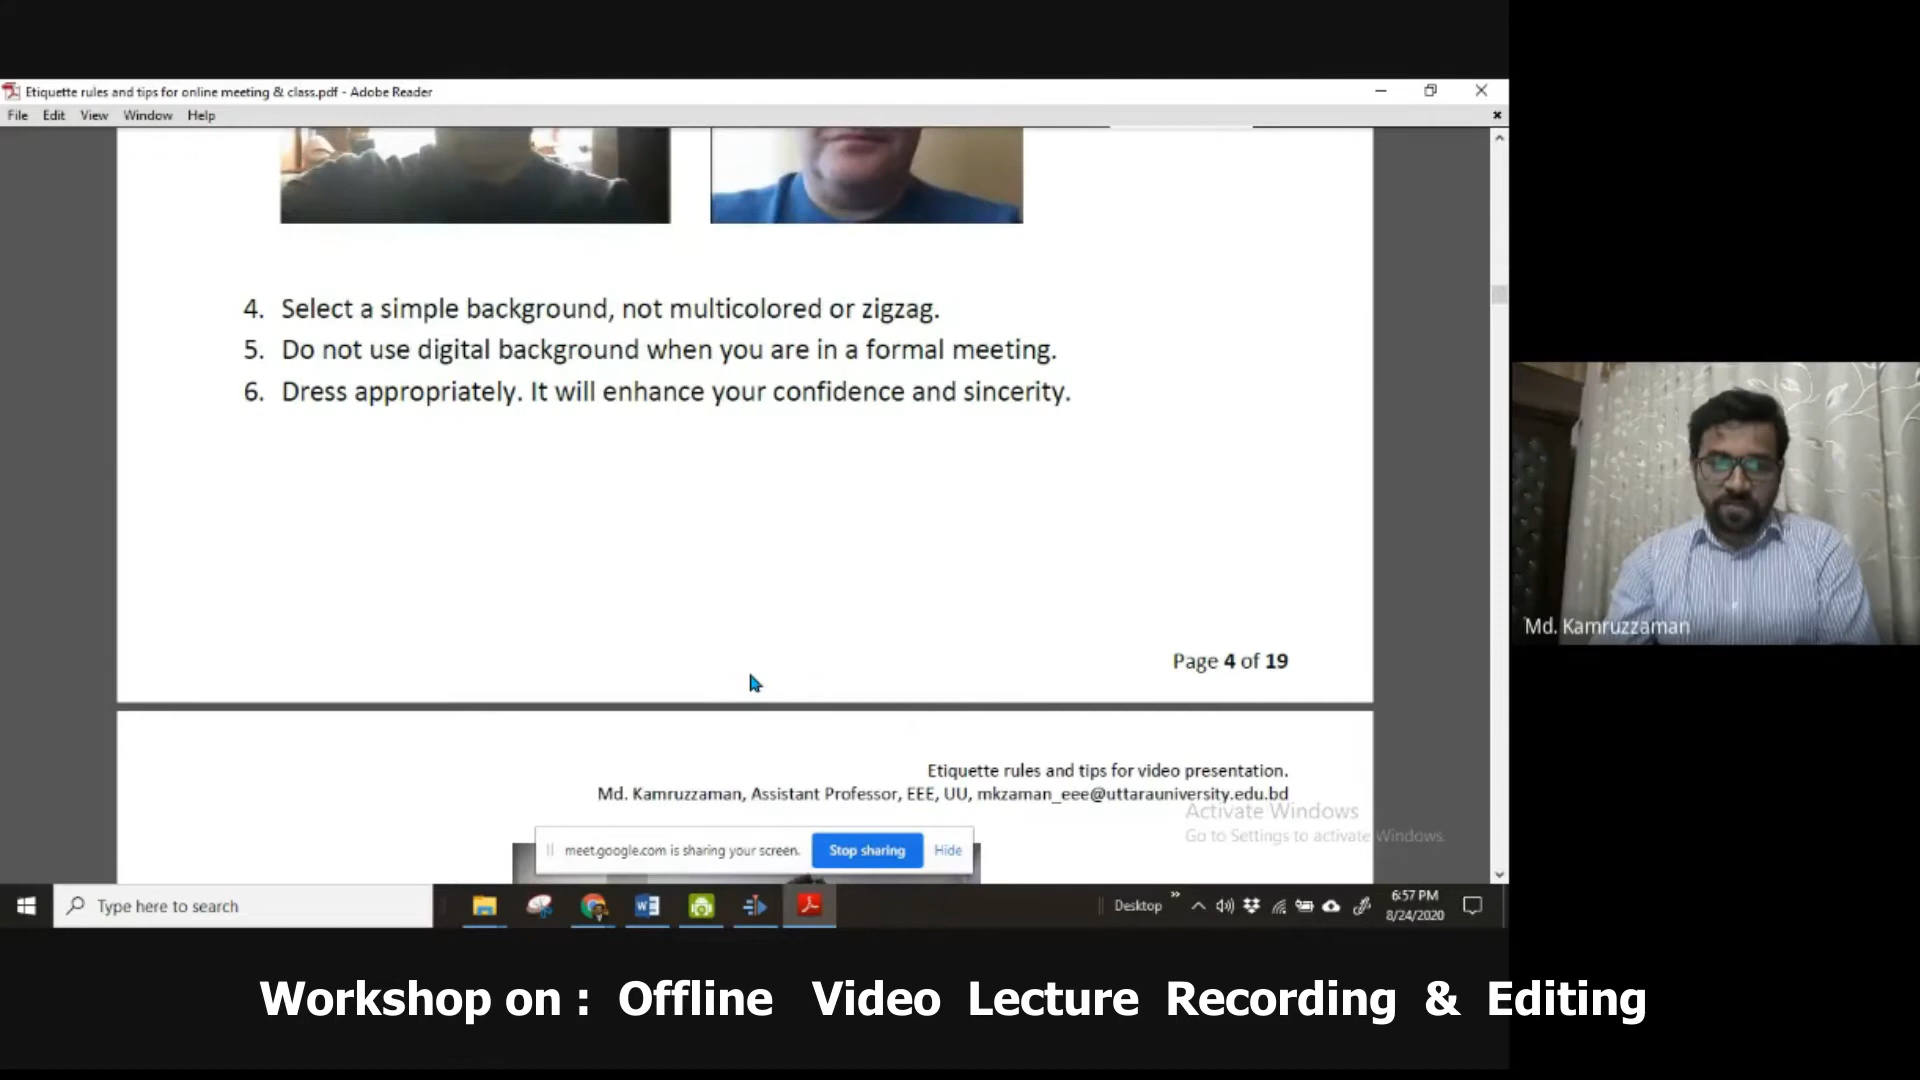 Etiquette rules and tips for online meeting & class.pdf - Adobe Reader
File Edit View Window Help
4. Select a simple background, not multicolored or zigzag.
5. Do not use digital background when you are in a formal meeting.
6. Dress appropriately. It will enhance your confidence and sincerity.
Md. Kamruzzaman
Page 4 of 19
Etiquette rules and tips for video presentation.
Md. Kamruzzaman, Assistant Professor, EEE, UU, mkzaman_eee@uttarauniversity.edu.bd
Activate Windows
Go to Settings to activate Windows.
meet.google.com is sharing your screen. Stop sharing Hide
Type here to search
Desktop
6:57 PM
8/24/2020
Workshop on : Offline Video Lecture Recording & Editing